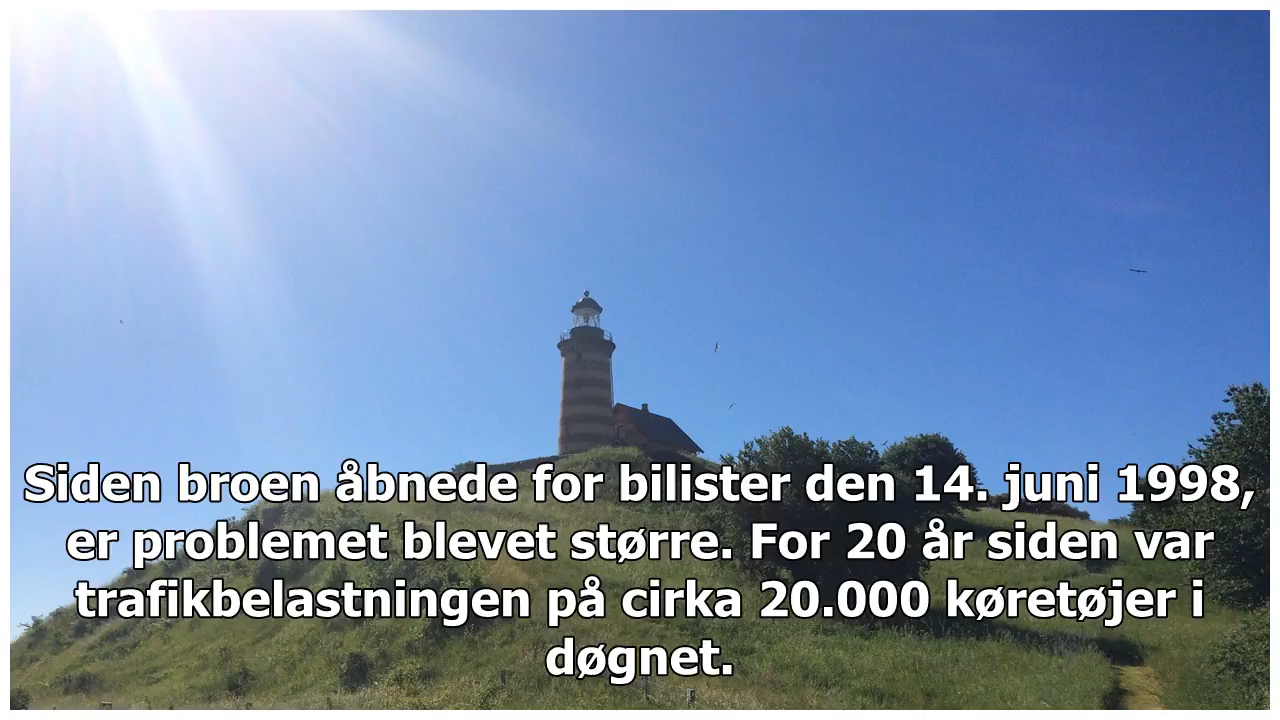 Siden broen åbnede for bilister den 14. juni 1998,
er problemet blevet større. For 20 år siden var
trafikbelastningen på cirka 20.000 køretøjer i
døgnet.